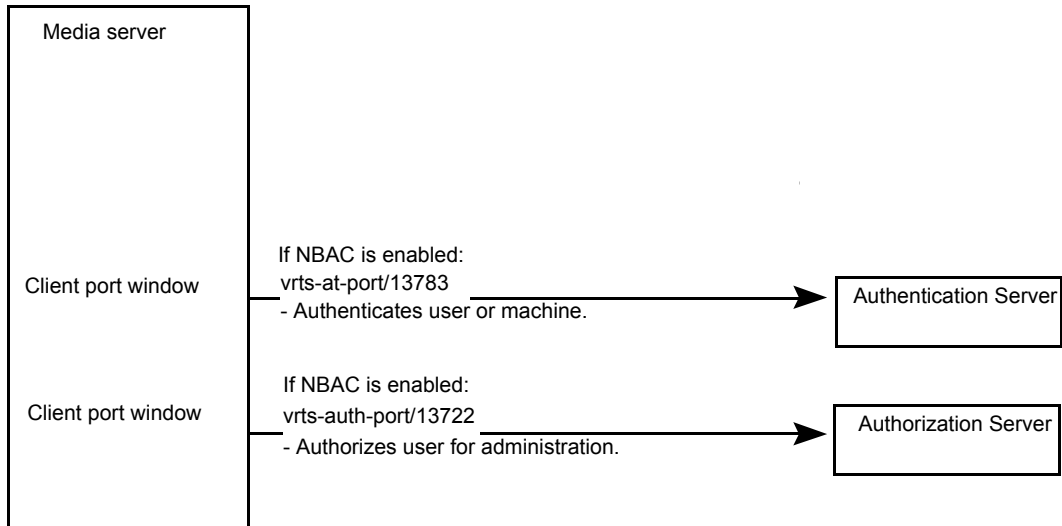 Media server
If NBAC is enabled:
vrts-at-port/13783
Client port window
- Authenticates user or machine.
Authentication Server
If NBAC is enabled:
vrts-auth-port/13722
Client port window
- Authorizes user for administration.
Authorization Server